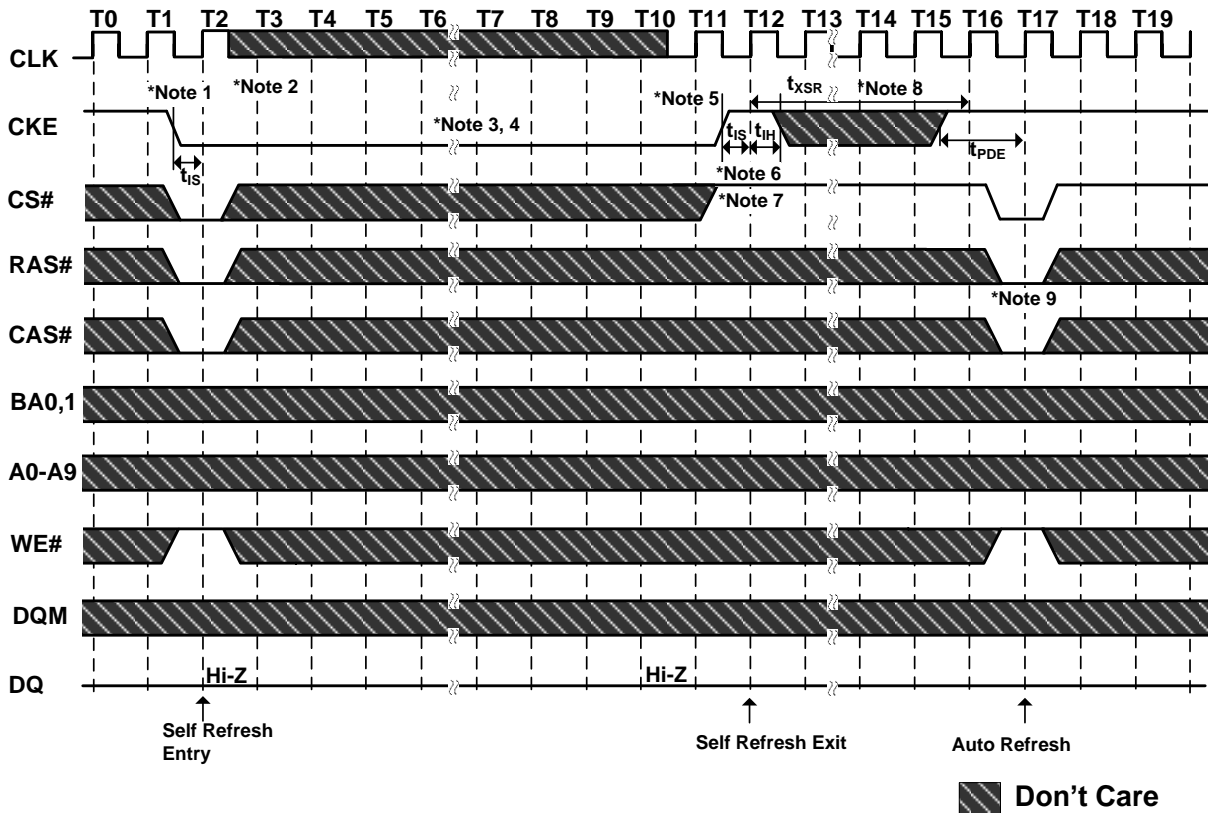 T0 T1 T2 T3 T4 T5 T6 T7 T8 T9 T10 T11 T12 T13 T14 T15 T16 T17 T18 T19
CLK
*Note 1 *Note 2 *Note 5 tXSR *Note 8
CKE *Note 3, 4 tIS tIH
tIS tPDE
*Note 6
CS# *Note 7
RAS#
*Note 9
CAS#
BA0,1
A0-A9
WE#
DQM
Hi-Z Hi-Z
DQ
Self Refresh Entry Self Refresh Exit Auto Refresh
Don't Care